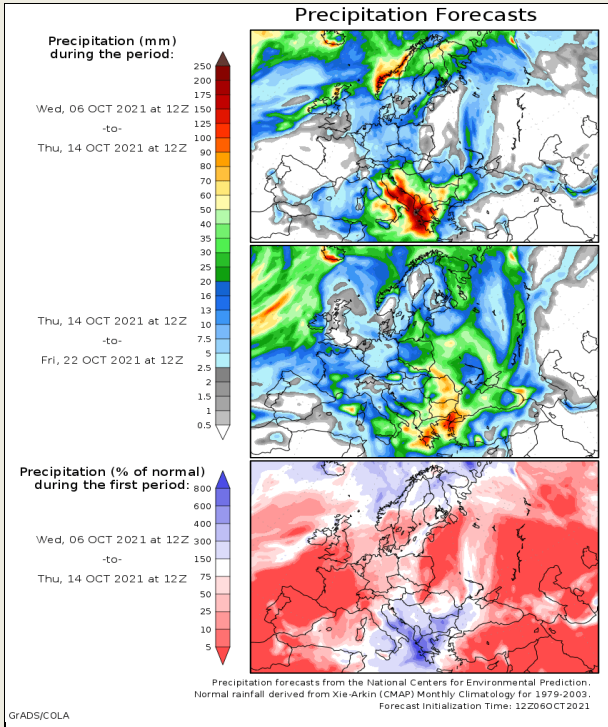 Precipitation Forecasts
Precipitation (mm)
during the period:
Wed, 06 OCT 2021 at 12Z
-to-
Thu, 14 OCT 2021 at 12Z
250
200
175
150
125
100
90
80
70
60
50
40
35
30
25
20
16
13
10
7.5
5
2.5
2
1.5
1
0.5
Thu, 14 OCT 2021 at 12Z
-to-
Fri, 22 OCT 2021 at 12Z
Precipitation (% of normal)
during the first period:
Wed, 06 OCT 2021 at 12Z
-to-
Thu, 14 OCT 2021 at 12Z
800
600
400
300
150
75
50
25
10
5
Precipitation forecasts from the National Centers for Environmental Prediction.
Normal rainfall derived from Xie-Arkin (CMAP) Monthly Climatology for 1979-2003.
Forecast Initialization Time: 12Z06OCT2021
GrADS/COLA